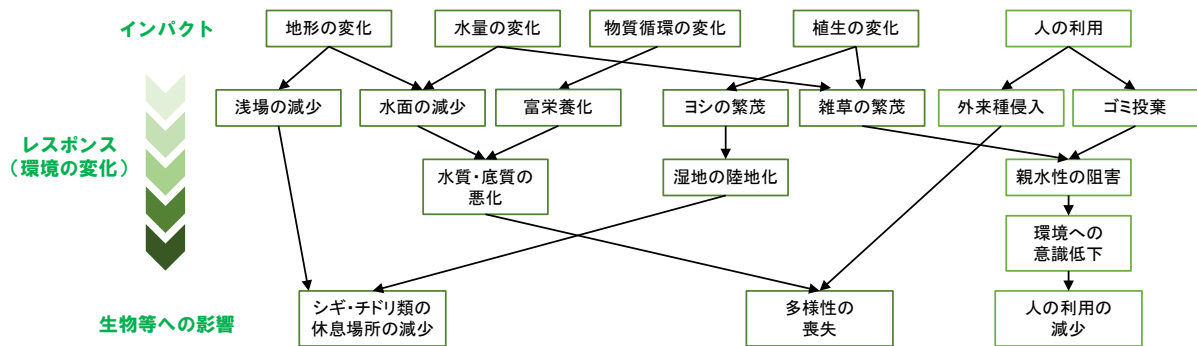 インパクト
地形の変化
水量の変化
物質循環の変化
植生の変化
人の利用
浅場の減少
水面の減少
富栄養化
ヨシの繁茂
雑草の繁茂
外来種侵入
ゴミ投棄
レスポンス
（環境の変化）
水質・底質の
悪化
湿地の陸地化
親水性の阻害
環境への
意識低下
生物等への影響
シギ・チドリ類の
休息場所の減少
多様性の
喪失
人の利用の
減少